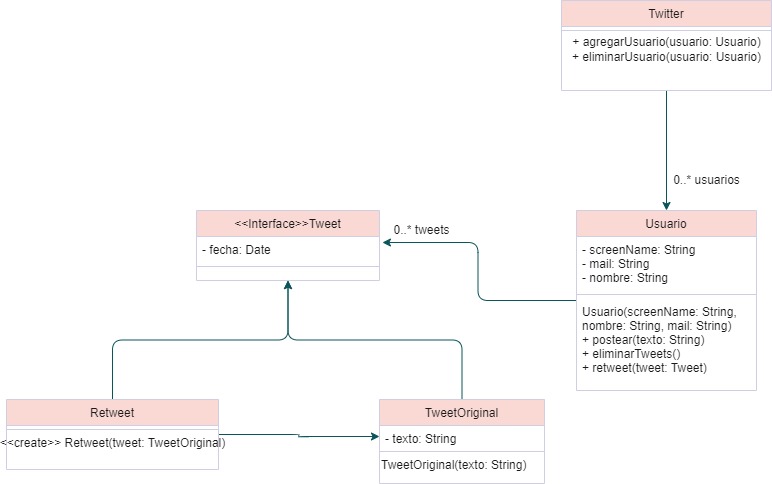 Twitter
+ agregarUsuario(usuario: Usuario)
+ eliminarUsuario(usuario: Usuario)
0..* usuarios
<<Interface>>Tweet
- fecha: Date
0..* tweets
Usuario
- screenName: String
- mail: String
- nombre: String
Usuario(screenName: String,
nombre: String, mail: String)
+ postear(texto: String)
+ eliminarTweets()
+ retweet(tweet: Tweet)
Retweet
<<create>> Retweet(tweet: TweetOriginal)
TweetOriginal
- texto: String
TweetOriginal(texto: String)